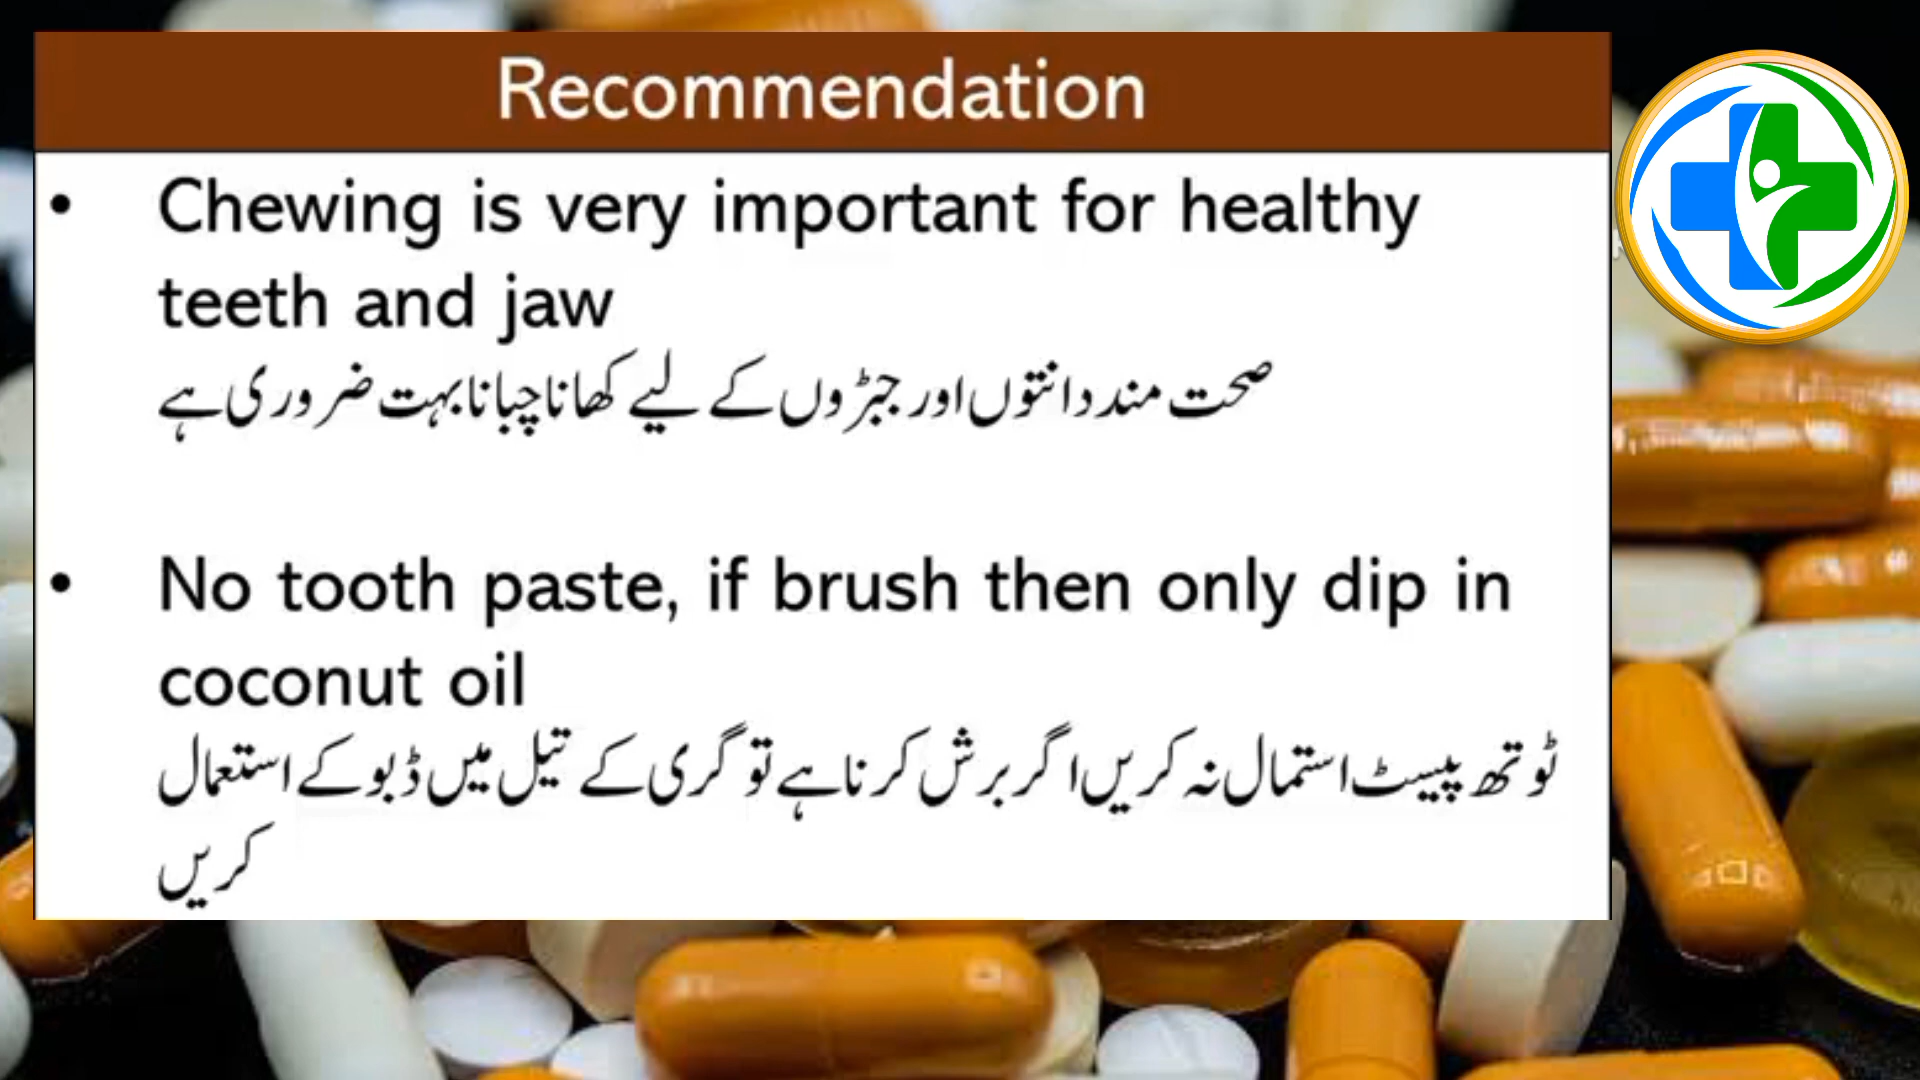 Recommendation
• Chewing is very important for healthy
teeth and jaw
صحت مند دانتوں اور جبڑوں کے لیے کھانا چبانا بہت ضروری ہے
• No tooth paste, if brush then only dip in
coconut oil
ٹوتھ پیسٹ استمال نہ کریں اگر برش کرنا ہے تو گری کے تیل میں ڈبو کے استعمال
کریں